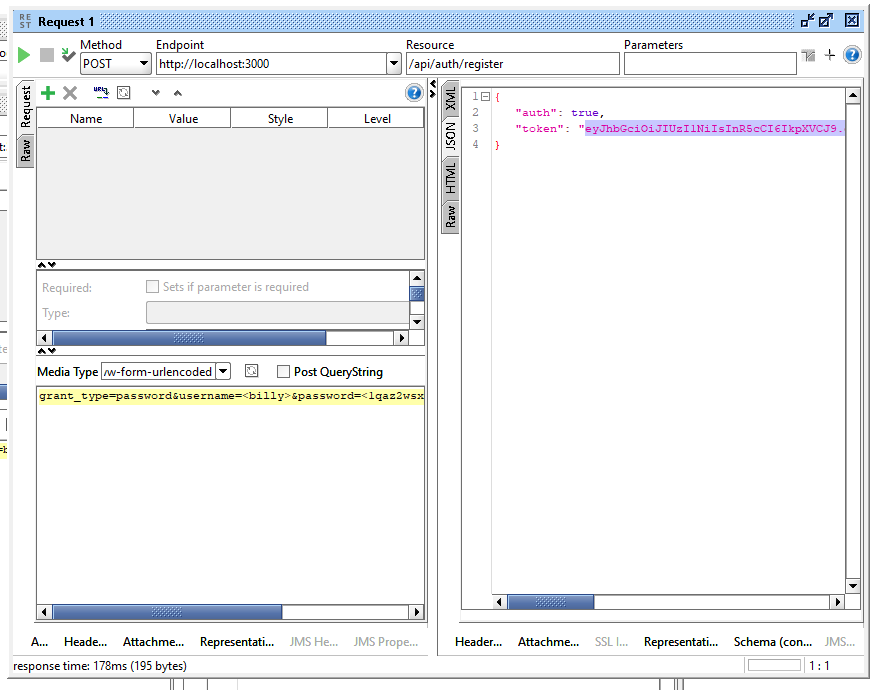 REST Request 1
Method Endpoint Resource Parameters
POST http://localhost:3000 /api/auth/register
Request
Raw
Name Value Style Level
Required: Sets if parameter is required
Type:
Media Type /w-form-urlencoded Post QueryString
grant_type=password&username=<billy>&password=<1qaz2wsx
A... Heade... Attachme... Representati... JMS He... JMS Prope...
XML
JSON
HTML
Raw
1 {
2 "auth": true,
3 "token": "eyJhbGciOiJIUzI1NiIsInR5cCI6IkpXVCJ9.
4 }
Header... Attachme... SSL I... Representati... Schema (con... JMS...
response time: 178ms (195 bytes)
1 : 1